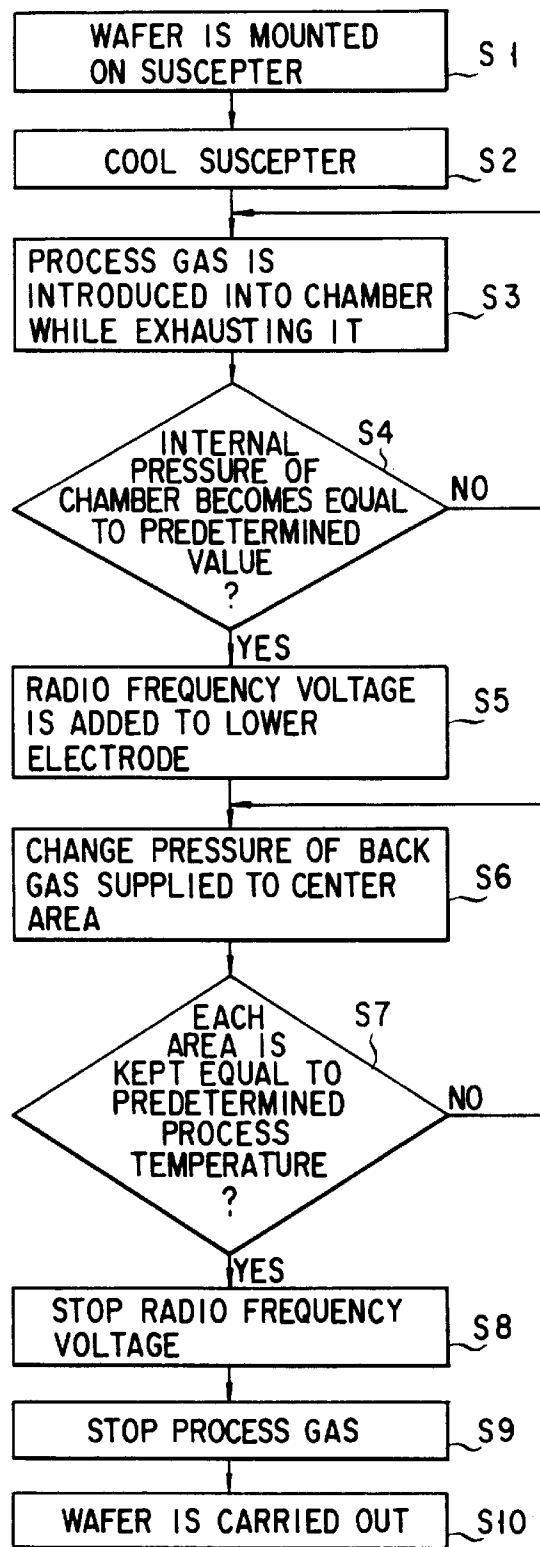 WAFER IS MOUNTED
ON SUSCEPTER
S1
COOL SUSCEPTER
S2
PROCESS GAS IS
INTRODUCED INTO CHAMBER
WHILE EXHAUSTING IT
S3
S4
INTERNAL
PRESSURE OF
CHAMBER BECOMES EQUAL
TO PREDETERMINED
VALUE
?
NO
YES
RADIO FREQUENCY VOLTAGE
IS ADDED TO LOWER
ELECTRODE
S5
CHANGE PRESSURE OF BACK
GAS SUPPLIED TO CENTER
AREA
S6
S7
EACH
AREA IS
KEPT EQUAL TO
PREDETERMINED
PROCESS
TEMPERATURE
?
NO
YES
STOP RADIO FREQUENCY
VOLTAGE
S8
STOP PROCESS GAS
S9
WAFER IS CARRIED OUT
S10